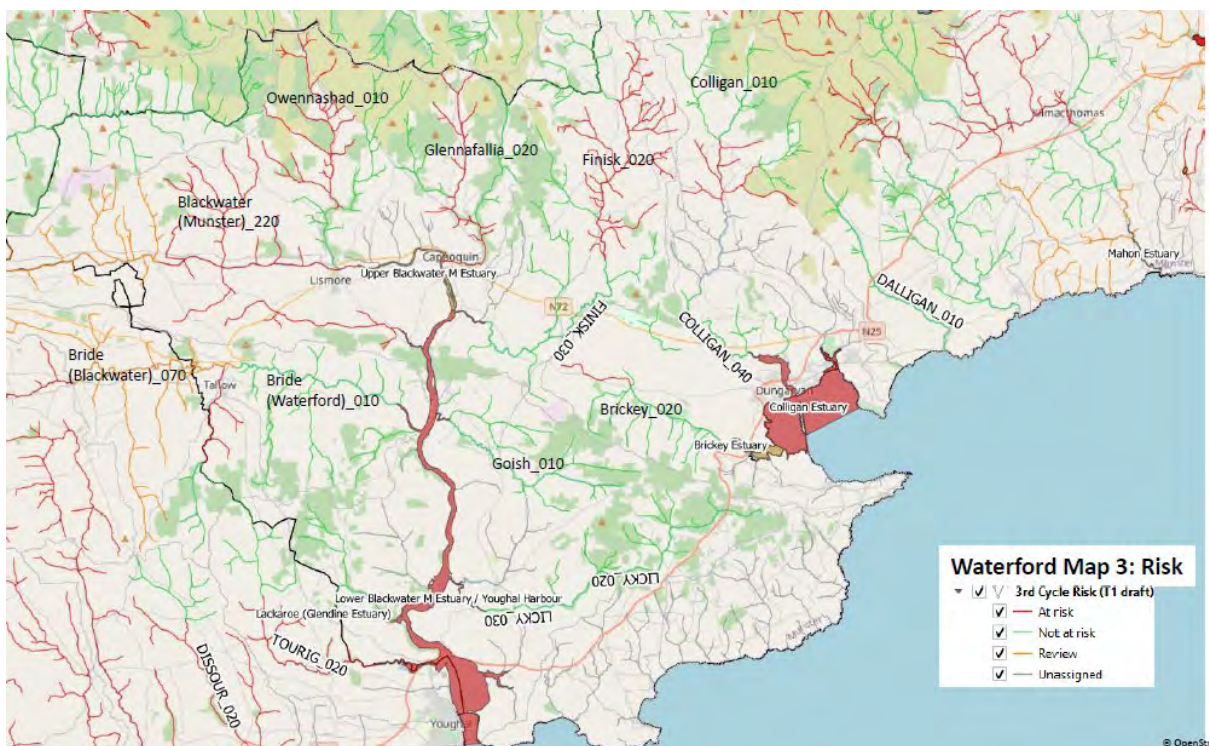 Colligan_010
Owennashad_010
Glennafallia_020
Finisk_020
Blackwater
(Munster)_220
Cappoquin
Upper Blackwater M Estuary
Lismore
Mahon Estuary
N72
DALLIGAN_010
FINISK_030
COLLIGAN_040
N25
Bride
(Blackwater)_070
Tallow
Bride
(Waterford)_010
Dungarvan
Colligan Estuary
Brickey_020
Brickey Estuary
Goish_010
LICKY_020
Lower Blackwater M Estuary / Youghal Harbour
Lackaroe (Glendine Estuary)
LICKY_030
TOURIG_020
DISSOUR_020
Youghal
Waterford Map 3: Risk
3rd Cycle Risk (T1 draft)
At risk
Not at risk
Review
Unassigned